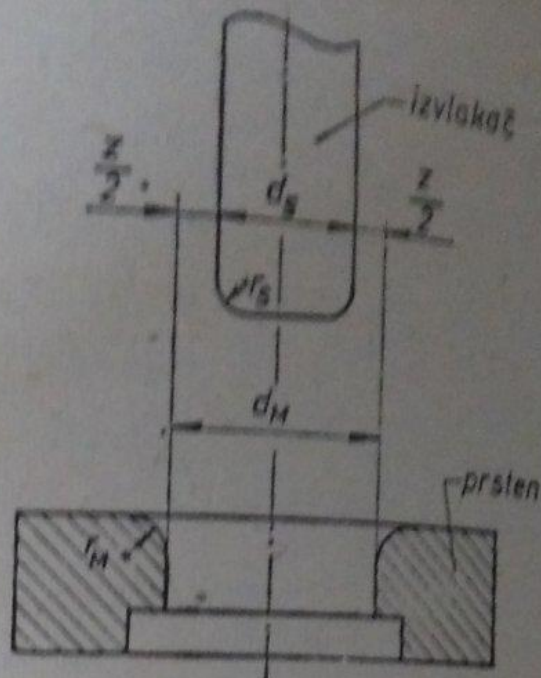 izvlakač
z/2
d_s
z/2
r_s
d_M
prsten
r_M